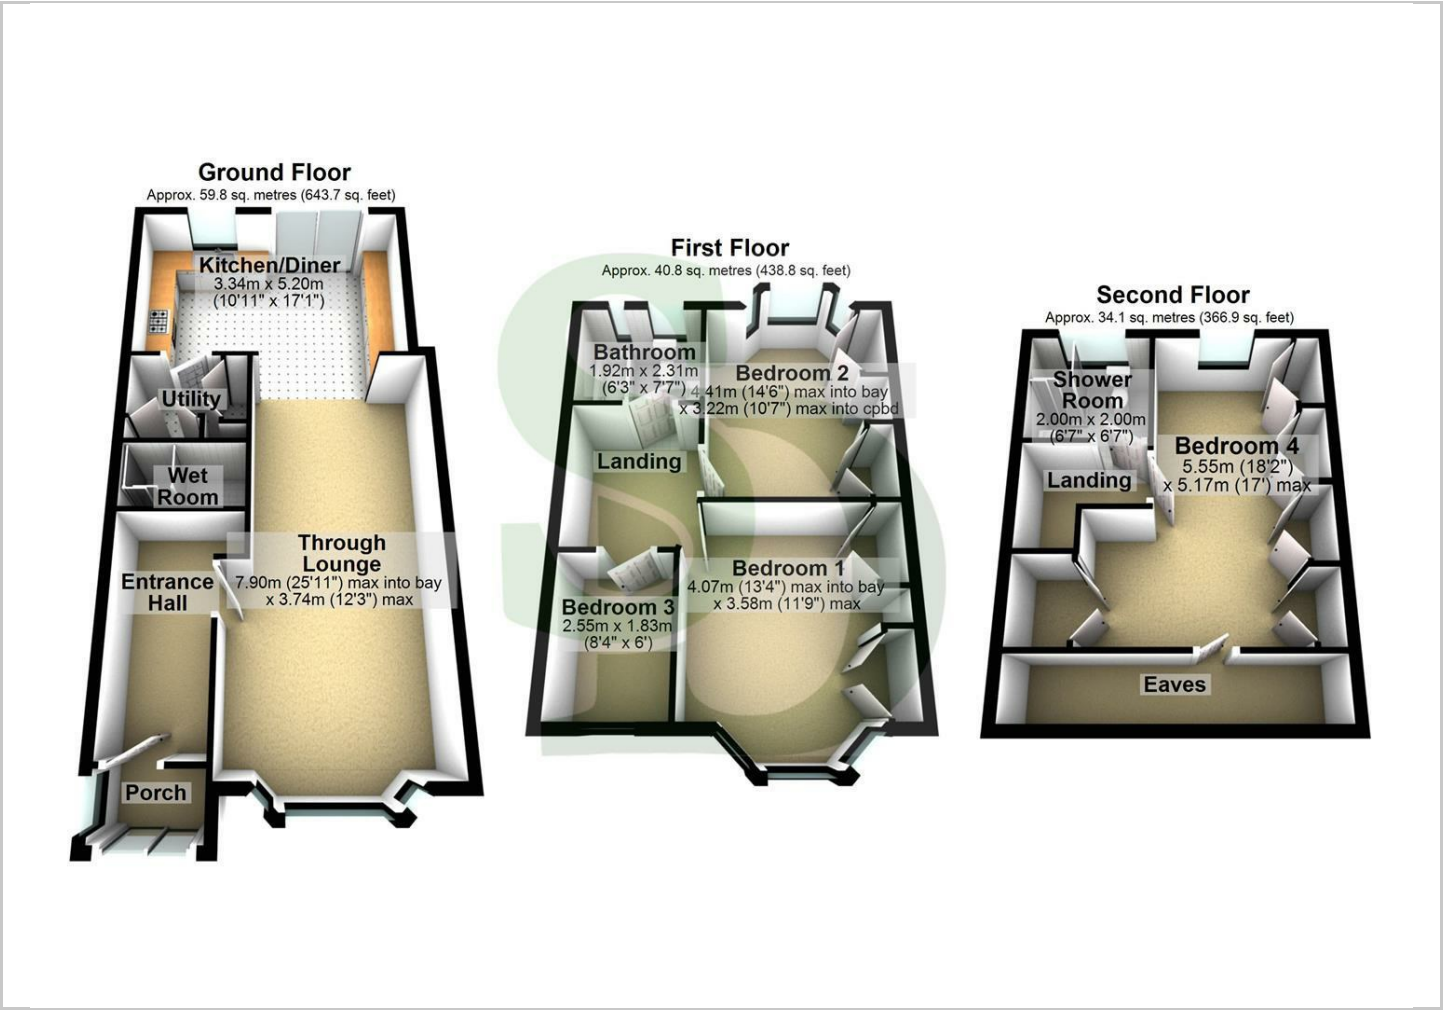 Ground Floor
Approx. 59.8 sq. metres (643.7 sq. feet)
Kitchen/Diner
3.34m x 5.20m
(10'11" x 17'1")
Utility
Wet
Room
Through
Lounge
7.90m (25'11") max into bay
x 3.74m (12'3") max
Entrance
Hall
Porch
First Floor
Approx. 40.8 sq. metres (438.8 sq. feet)
Bathroom
1.92m x 2.31m
(6'3" x 7'7")
Bedroom 2
4.41m (14'6") max into bay
x 3.22m (10'7") max into cpbd
Landing
Bedroom 1
4.07m (13'4") max into bay
x 3.58m (11'9") max
Bedroom 3
2.55m x 1.83m
(8'4" x 6')
Second Floor
Approx. 34.1 sq. metres (366.9 sq. feet)
Shower
Room
2.00m x 2.00m
(6'7" x 6'7")
Bedroom 4
5.55m (18'2")
x 5.17m (17') max
Landing
Eaves